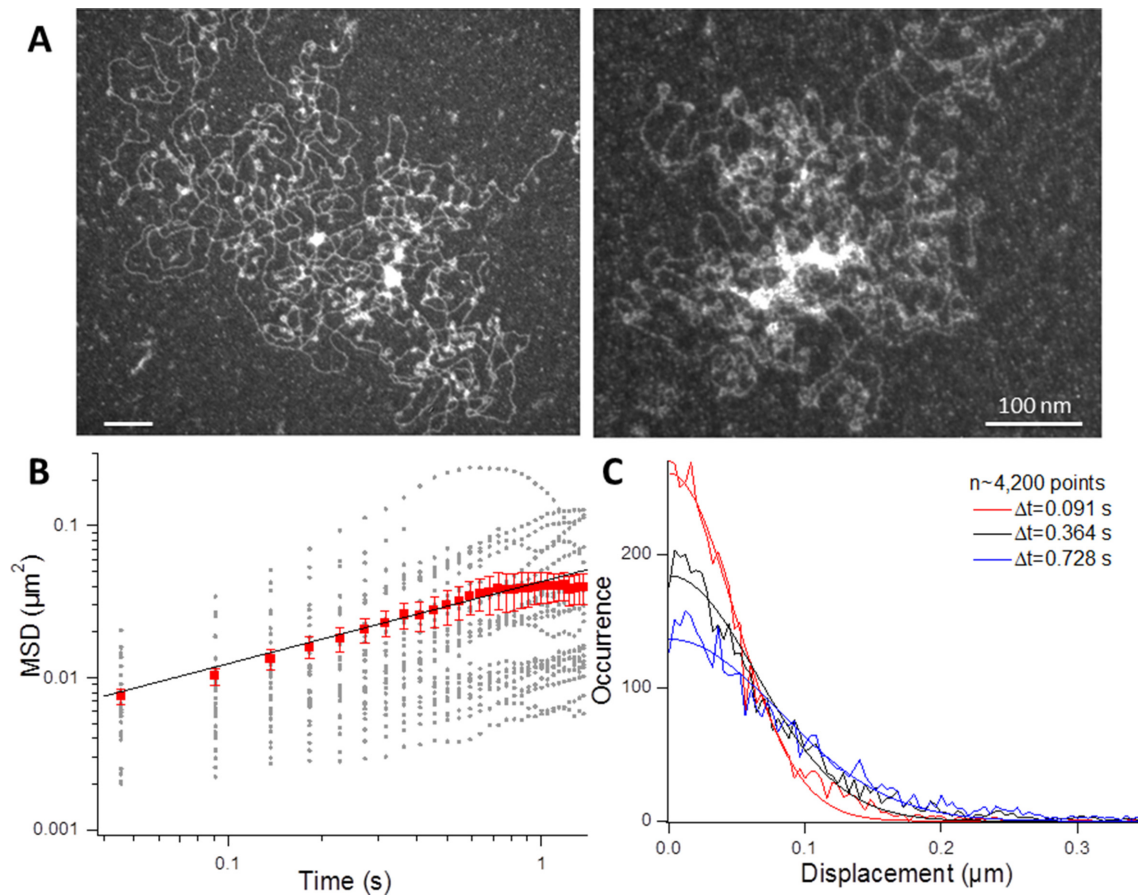 A
100 nm
B
MSD (µm²)
0.1
0.01
0.001
0.1
1
Time (s)
C
n~4,200 points
Δt=0.091 s
Δt=0.364 s
Δt=0.728 s
Occurrence
200
100
0
0.0
0.1
0.2
0.3
Displacement (µm)